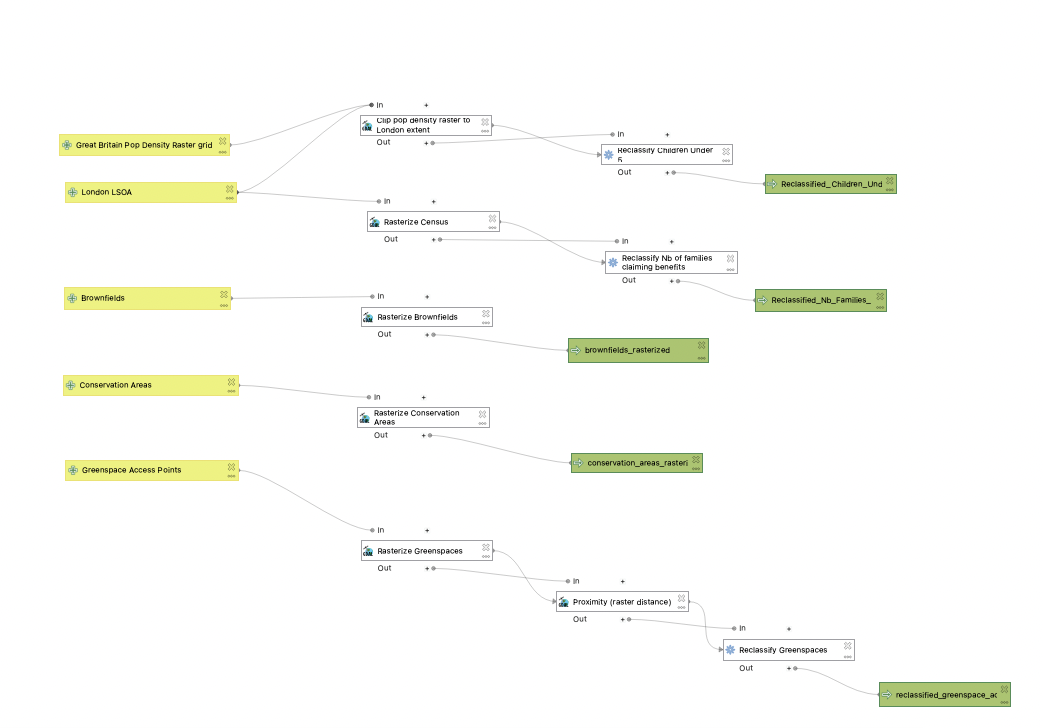 In +
Clip pop density raster to
London extent
Out +
Great Britain Pop Density Raster grid
In +
Reclassify Children Under
5
Out +
Reclassified_Children_Und
London LSOA
In +
Rasterize Census
Out +
In +
Reclassify Nb of families
claiming benefits
Out +
Reclassified_Nb_Families_
Brownfields
In +
Rasterize Brownfields
Out +
brownfields_rasterized
Conservation Areas
In +
Rasterize Conservation
Areas
Out +
conservation_areas_rasteri
Greenspace Access Points
In +
Rasterize Greenspaces
Out +
In +
Proximity (raster distance)
Out +
In +
Reclassify Greenspaces
Out +
reclassified_greenspace_ac